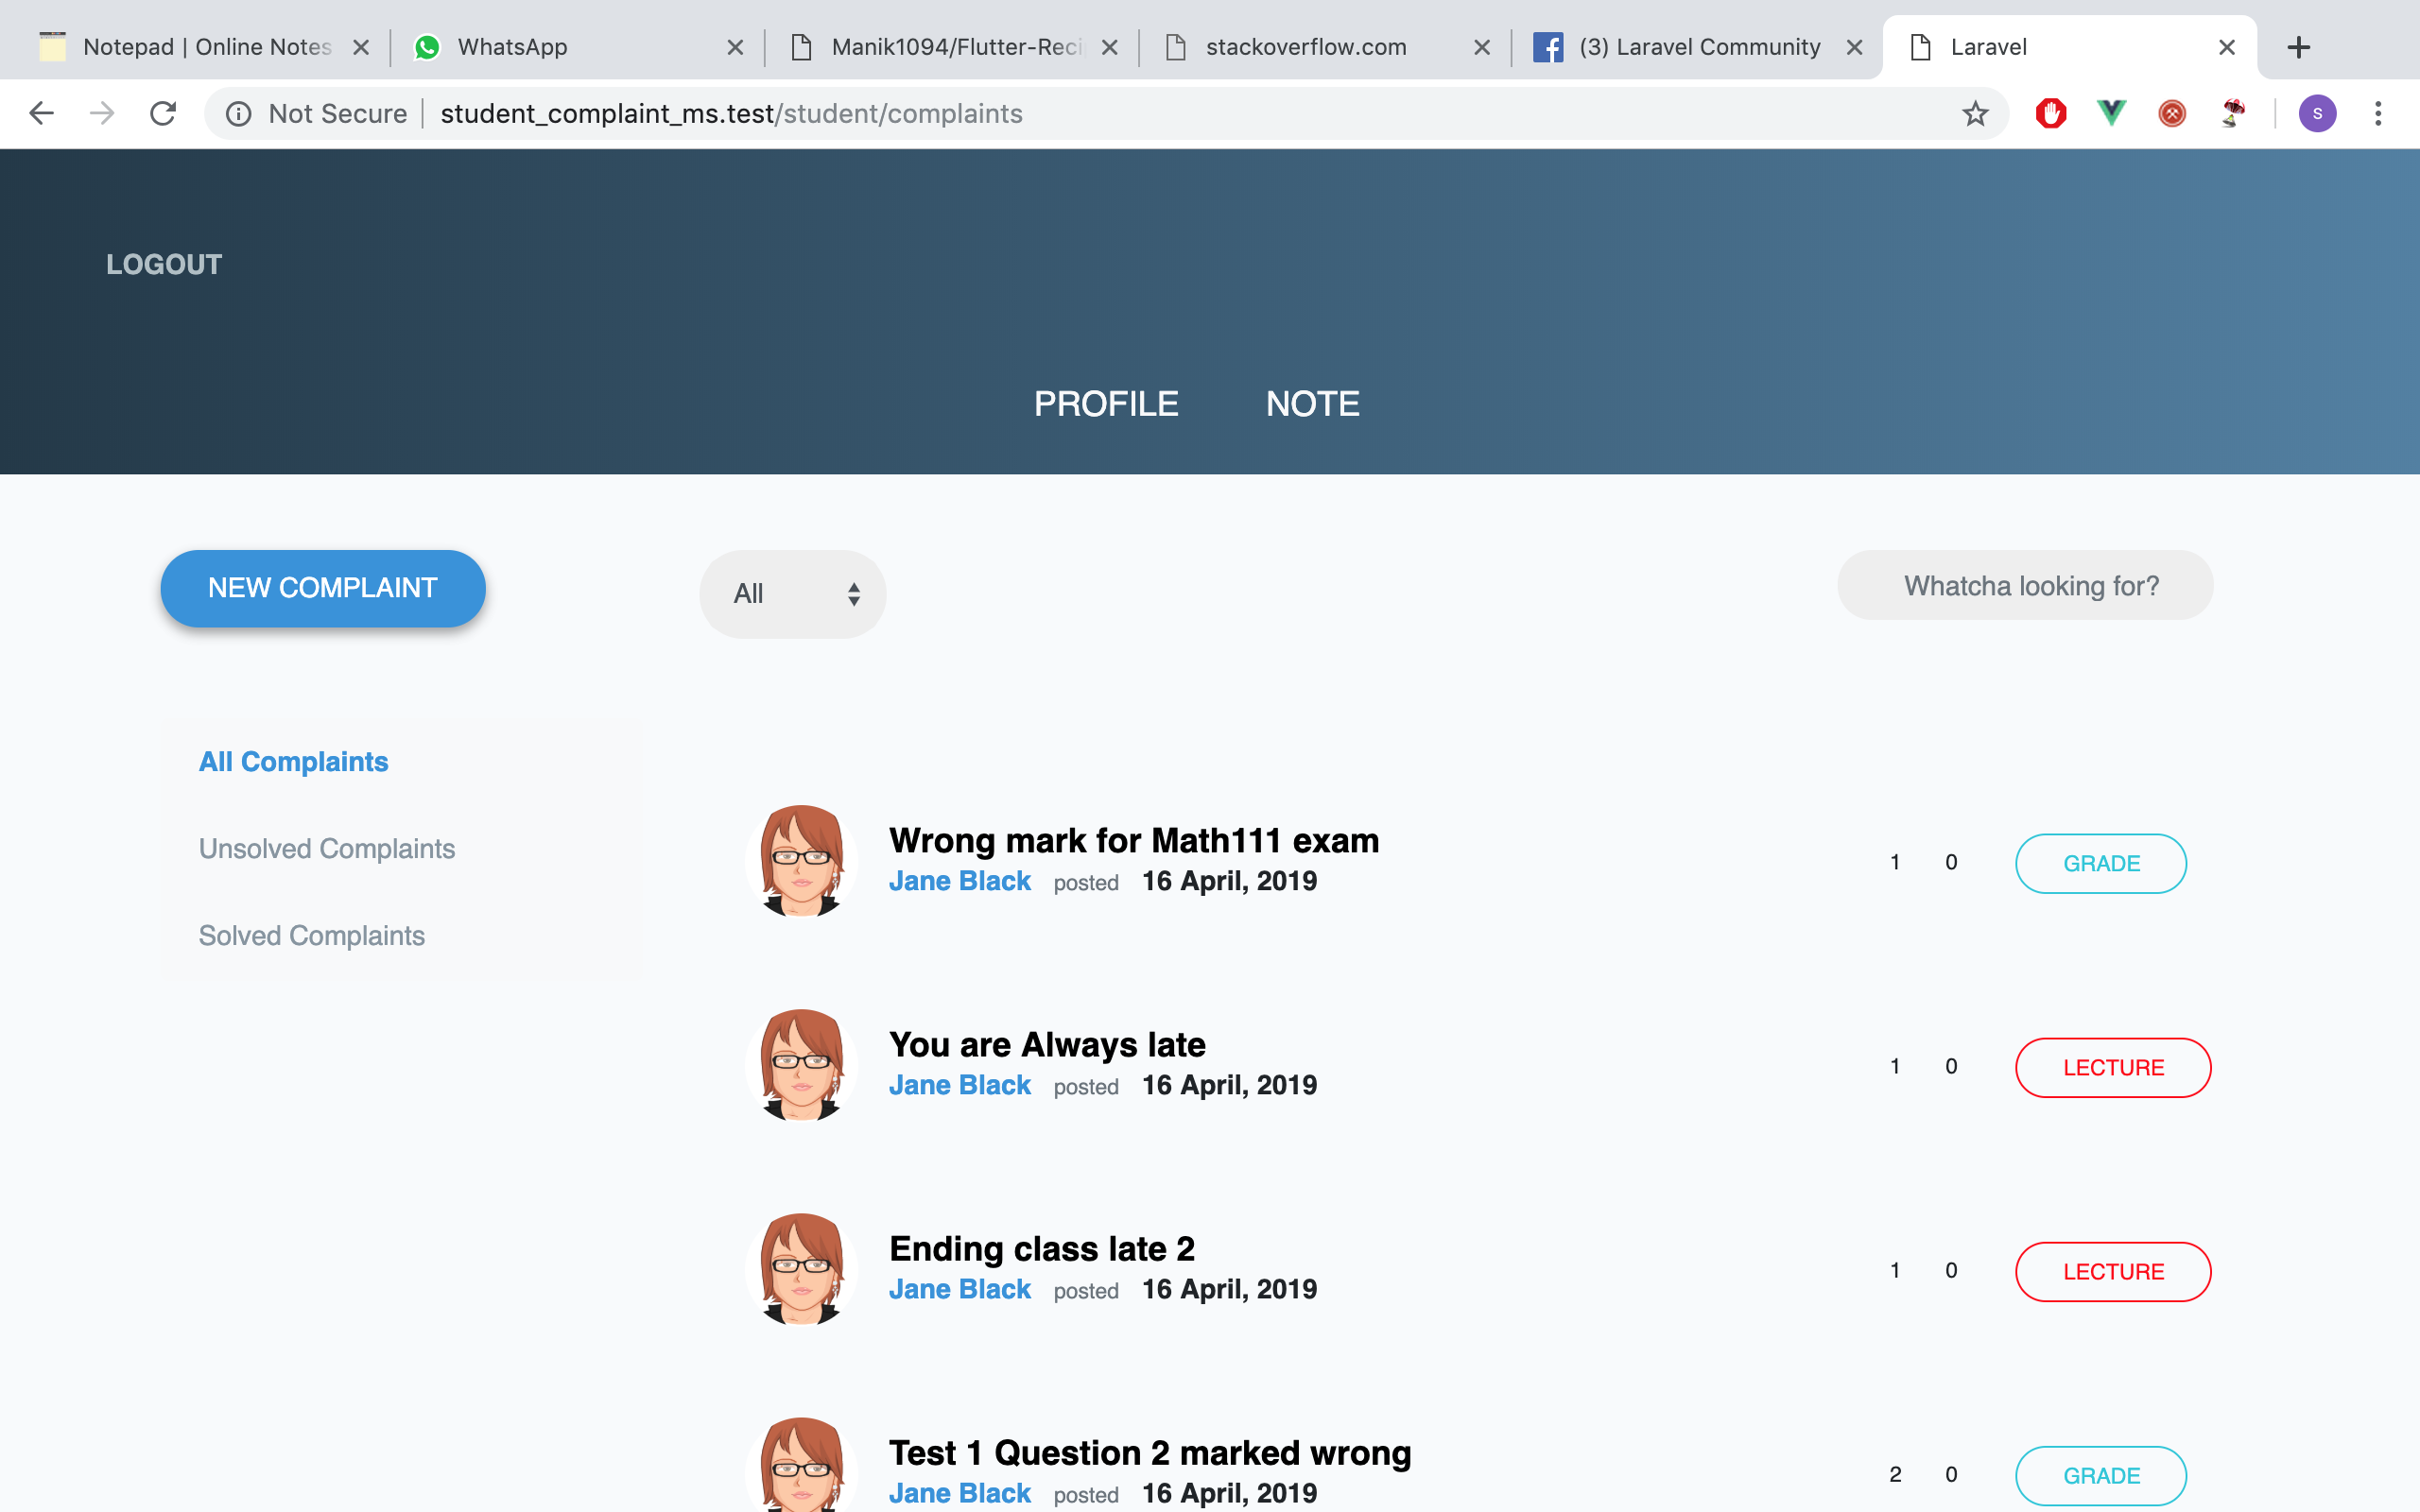 Notepad | Online Notes
WhatsApp
Manik1094/Flutter-Reci
stackoverflow.com
(3) Laravel Community
Laravel
Not Secure
student_complaint_ms.test/student/complaints
S
LOGOUT
PROFILE
NOTE
NEW COMPLAINT
All
Whatcha looking for?
All Complaints
Unsolved Complaints
Solved Complaints
Wrong mark for Math111 exam
Jane Black posted 16 April, 2019
1 0 GRADE
You are Always late
Jane Black posted 16 April, 2019
1 0 LECTURE
Ending class late 2
Jane Black posted 16 April, 2019
1 0 LECTURE
Test 1 Question 2 marked wrong
Jane Black posted 16 April, 2019
2 0 GRADE